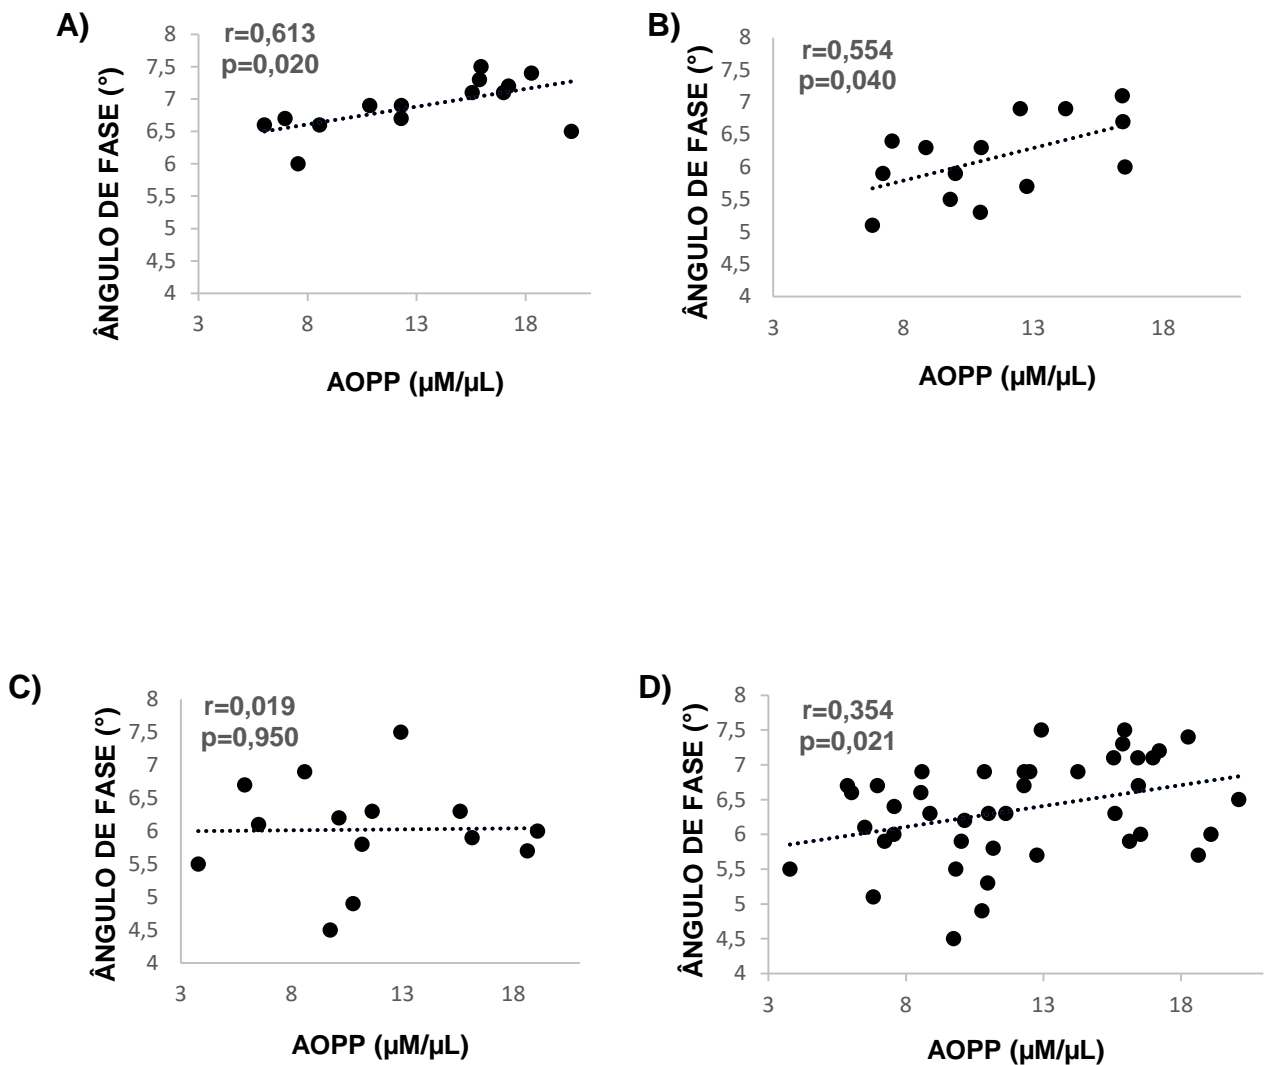 A)
r=0,613
p=0,020
ÂNGULO DE FASE (°)
8
7,5
7
6,5
6
5,5
5
4,5
4
3 8 13 18
AOPP (µM/µL)
B)
r=0,554
p=0,040
ÂNGULO DE FASE (°)
8
7,5
7
6,5
6
5,5
5
4,5
4
3 8 13 18
AOPP (µM/µL)
C)
r=0,019
p=0,950
ÂNGULO DE FASE (°)
8
7,5
7
6,5
6
5,5
5
4,5
4
3 8 13 18
AOPP (µM/µL)
D)
r=0,354
p=0,021
ÂNGULO DE FASE (°)
8
7,5
7
6,5
6
5,5
5
4,5
4
3 8 13 18
AOPP (µM/µL)